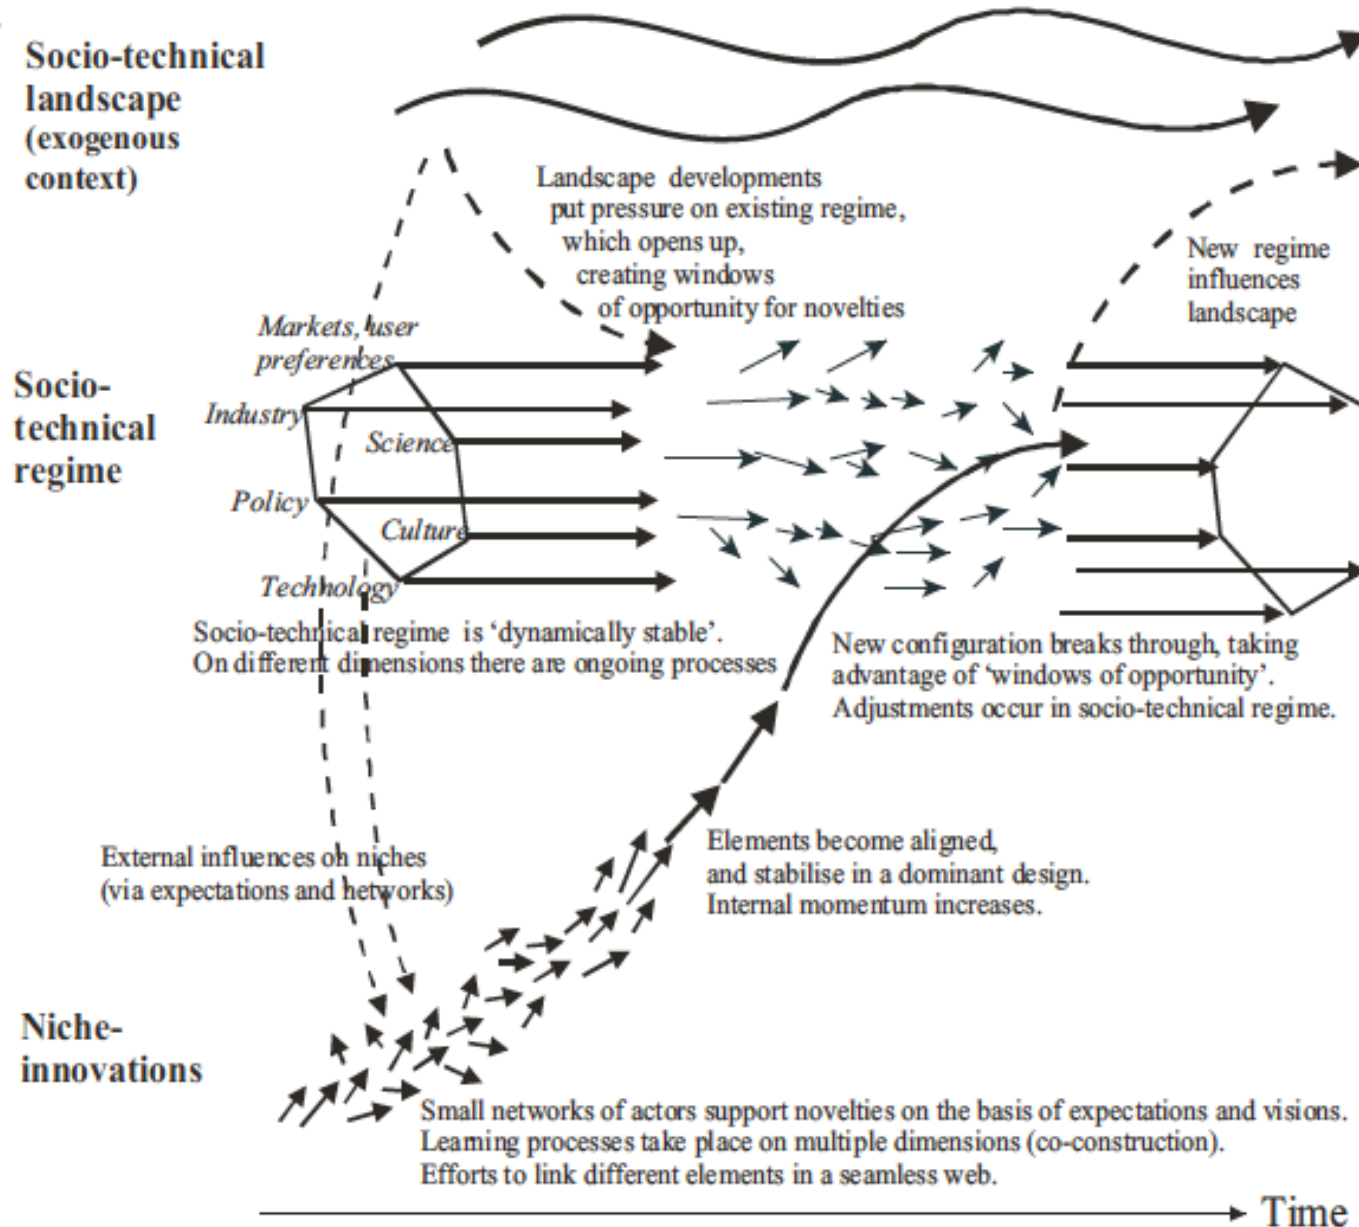 Socio-technical
landscape
(exogenous
context)
Landscape developments
put pressure on existing regime,
which opens up,
creating windows
of opportunity for novelties
New regime
influences
landscape
Markets, user
preferences
Socio-
technical
regime
Industry
Science
Policy
Culture
Technology
Socio-technical regime is ‘dynamically stable’.
On different dimensions there are ongoing processes
New configuration breaks through, taking
advantage of ‘windows of opportunity’.
Adjustments occur in socio-technical regime.
External influences on niches
(via expectations and networks)
Elements become aligned,
and stabilise in a dominant design.
Internal momentum increases.
Niche-
innovations
Small networks of actors support novelties on the basis of expectations and visions.
Learning processes take place on multiple dimensions (co-construction).
Efforts to link different elements in a seamless web.
Time